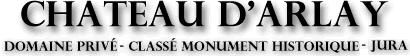 CHATEAU D'ARLAY
DOMAINE PRIVÉ - CLASSÉ MONUMENT HISTORIQUE - JURA